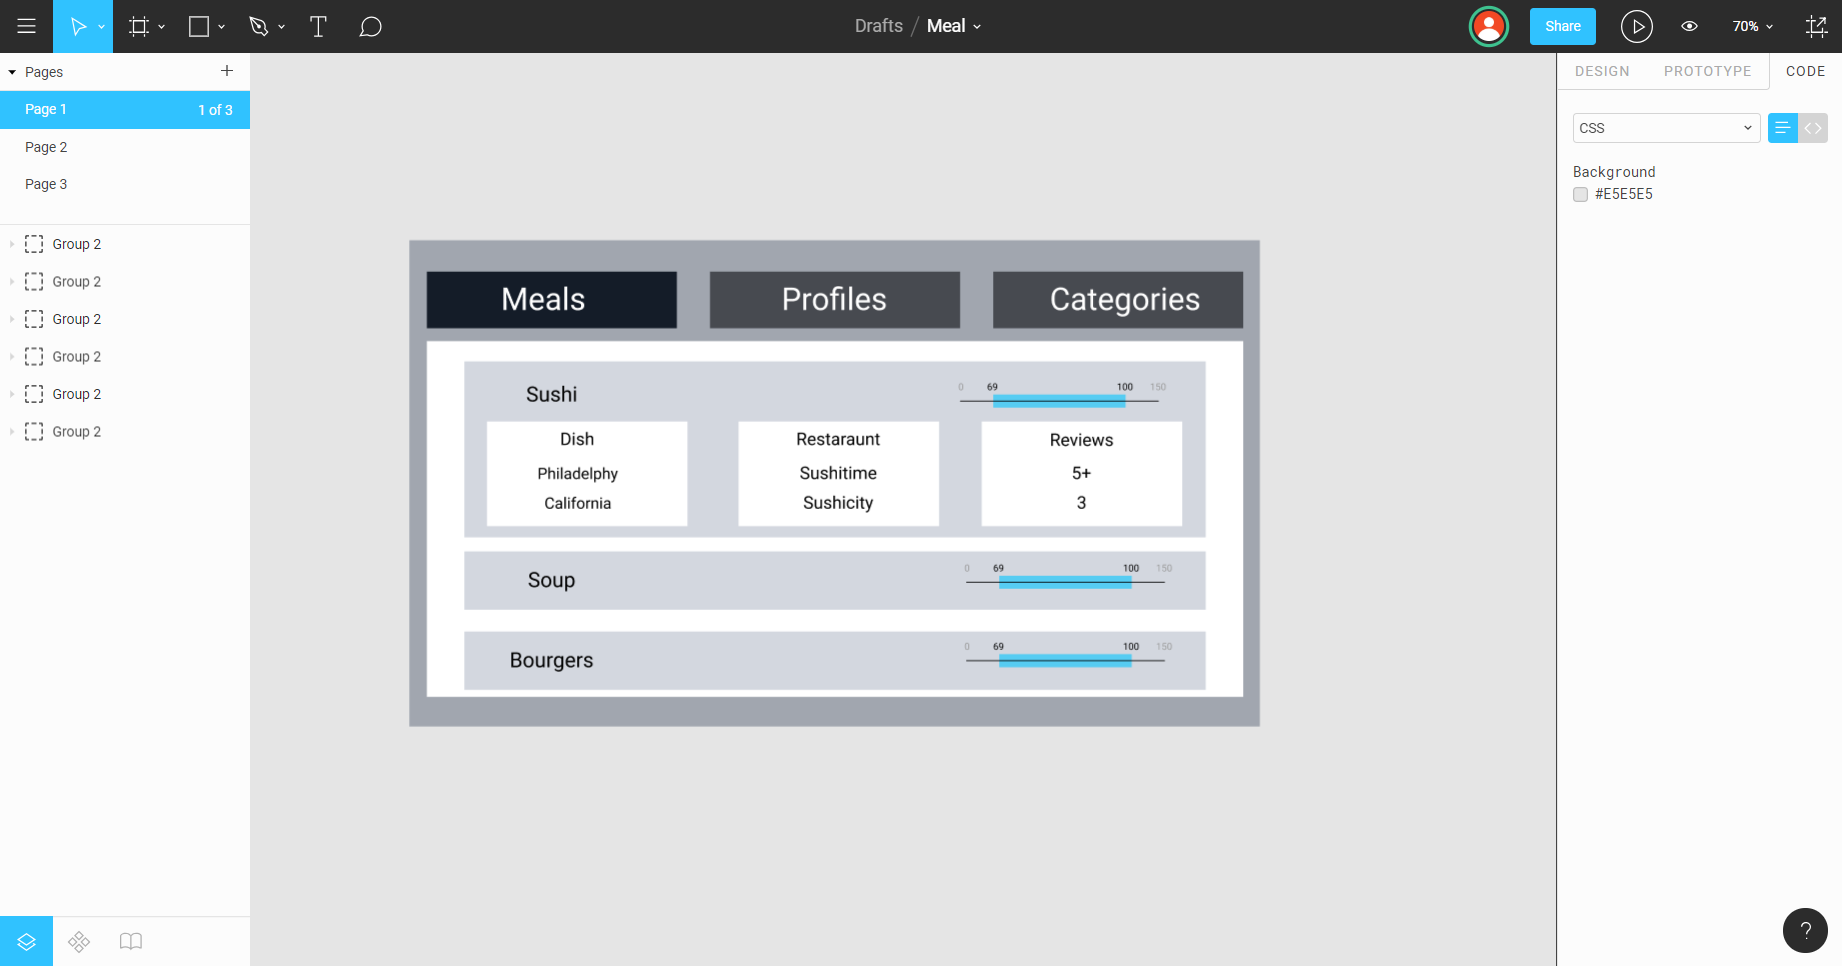 Drafts / Meal
Share
70%
Pages
Page 1 1 of 3
Page 2
Page 3
Group 2
Group 2
Group 2
Group 2
Group 2
Group 2
Meals Profiles Categories
Sushi
0 69 100 150
Dish Restaraunt Reviews
Philadelphy Sushitime 5+
California Sushicity 3
Soup
0 69 100 150
Bourgers
0 69 100 150
DESIGN PROTOTYPE CODE
CSS
Background
#E5E5E5
?